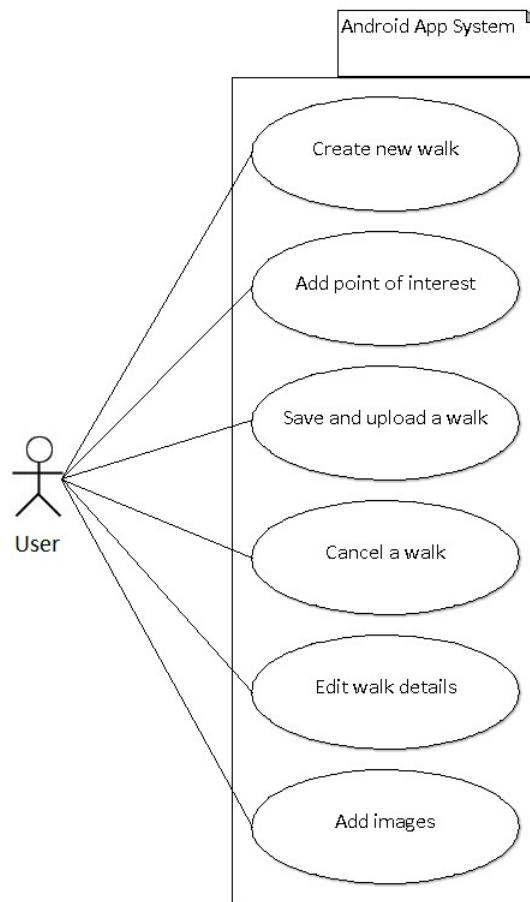 Android App System
Create new walk
Add point of interest
Save and upload a walk
Cancel a walk
User
Edit walk details
Add images